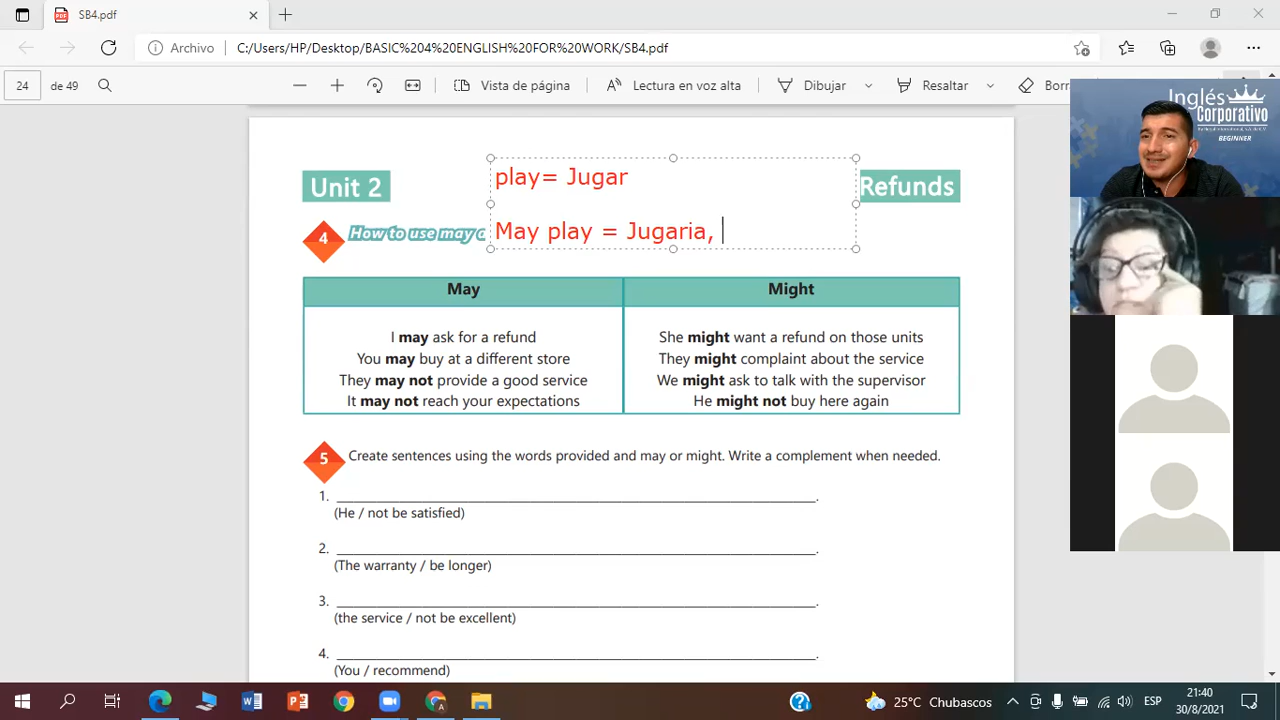 SB4.pdf
Archivo
C:/Users/HP/Desktop/BASIC%204%20ENGLISH%20FOR%20WORK/SB4.pdf
24
de 49
Vista de página
Lectura en voz alta
Dibujar
Resaltar
Borr
Inglés
Corporativo
BEGINNER
Unit 2
play= Jugar
Refunds
4
How to use may a
May play = Jugaria,
May
Might
I may ask for a refund
She might want a refund on those units
You may buy at a different store
They might complaint about the service
They may not provide a good service
We might ask to talk with the supervisor
It may not reach your expectations
He might not buy here again
5
Create sentences using the words provided and may or might. Write a complement when needed.
1. ______________________________.
(He / not be satisfied)
2. ______________________________.
(The warranty / be longer)
3. ______________________________.
(the service / not be excellent)
4. ______________________________.
(You / recommend)
25°C Chubascos
ESP
21:40
30/8/2021